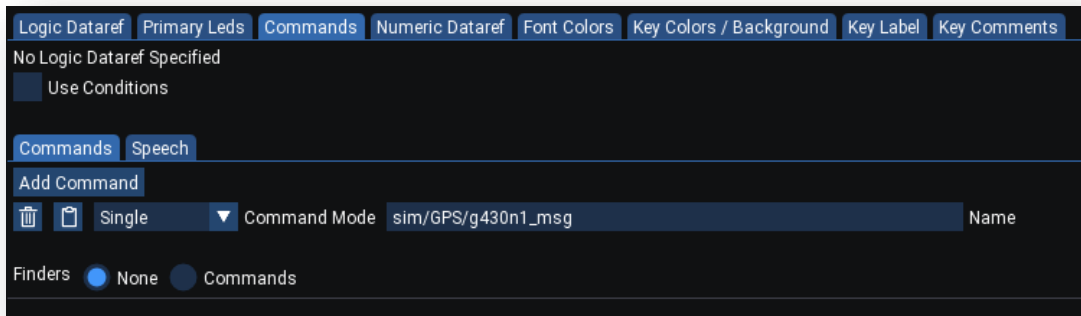 Logic Dataref Primary Leds Commands Numeric Dataref Font Colors Key Colors / Background Key Label Key Comments
No Logic Dataref Specified
Use Conditions
Commands Speech
Add Command
Single Command Mode sim/GPS/g430n1_msg Name
Finders None Commands